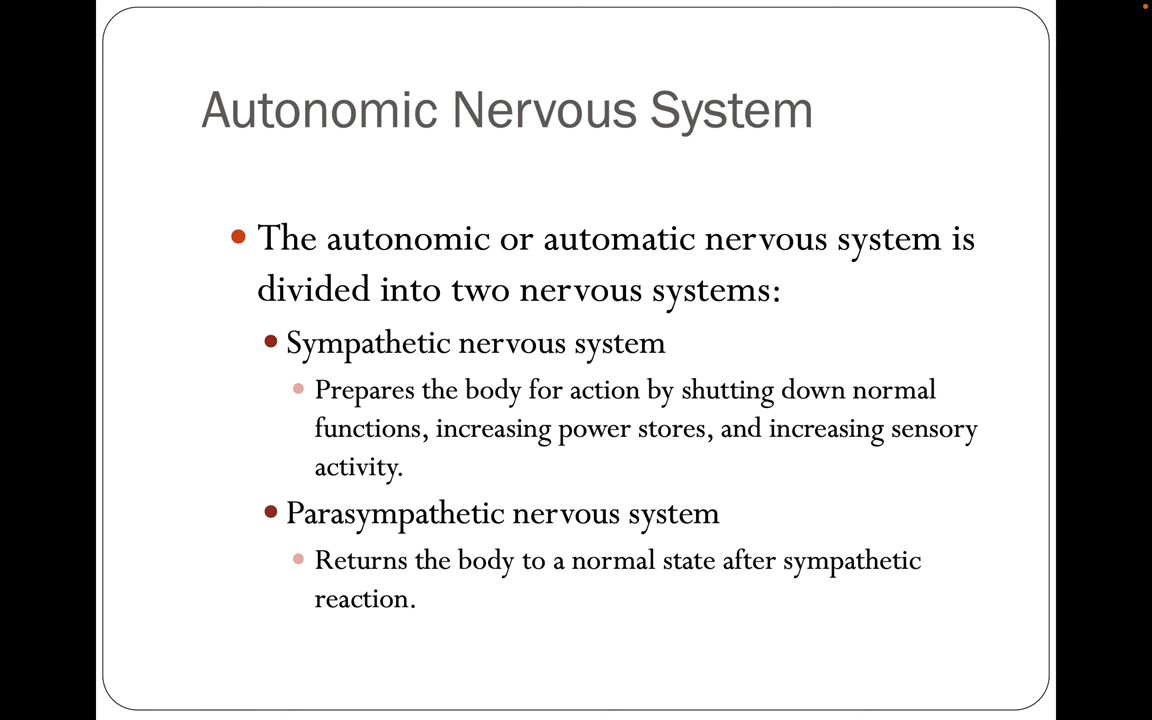 Autonomic Nervous System
The autonomic or automatic nervous system is
divided into two nervous systems:
Sympathetic nervous system
Prepares the body for action by shutting down normal
functions, increasing power stores, and increasing sensory
activity.
Parasympathetic nervous system
Returns the body to a normal state after sympathetic
reaction.